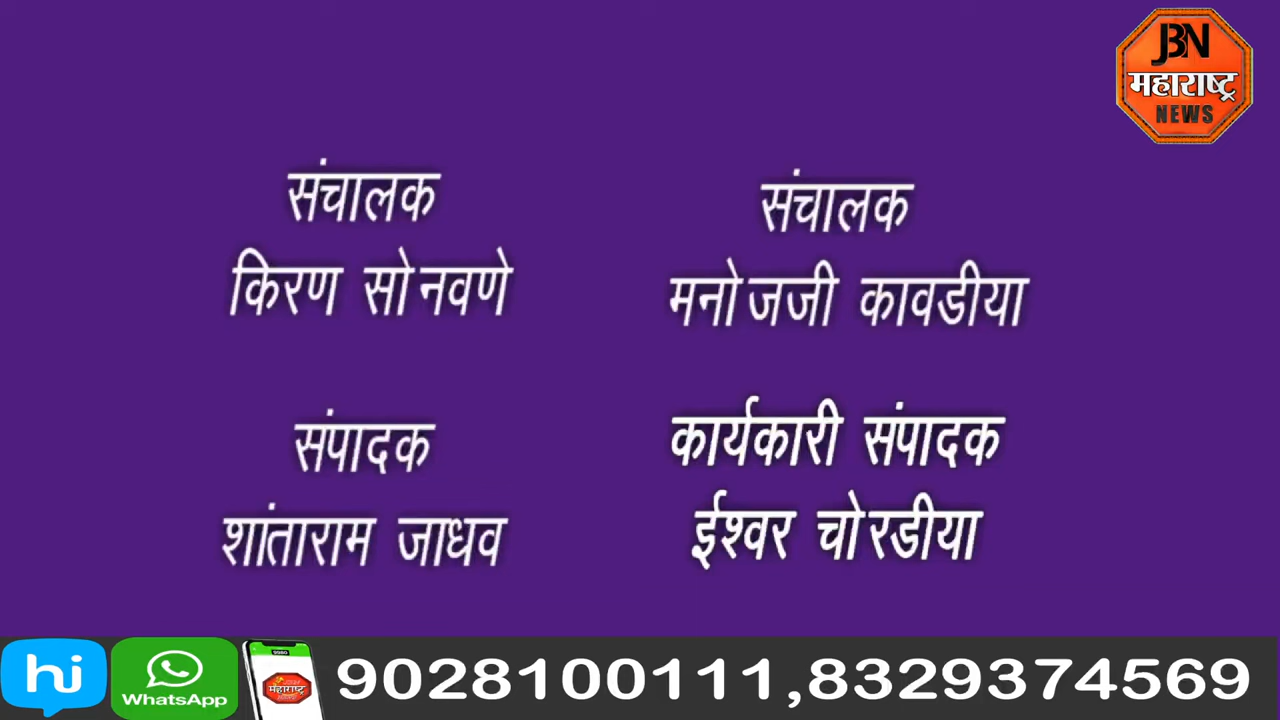 JBN
महाराष्ट्र
NEWS
संचालक
किरण सोनवणे
संचालक
मनोजजी कावडीया
संपादक
शांताराम जाधव
कार्यकारी संपादक
ईश्वर चोरडीया
hi
WhatsApp
महाराष्ट्र
9028100111,8329374569